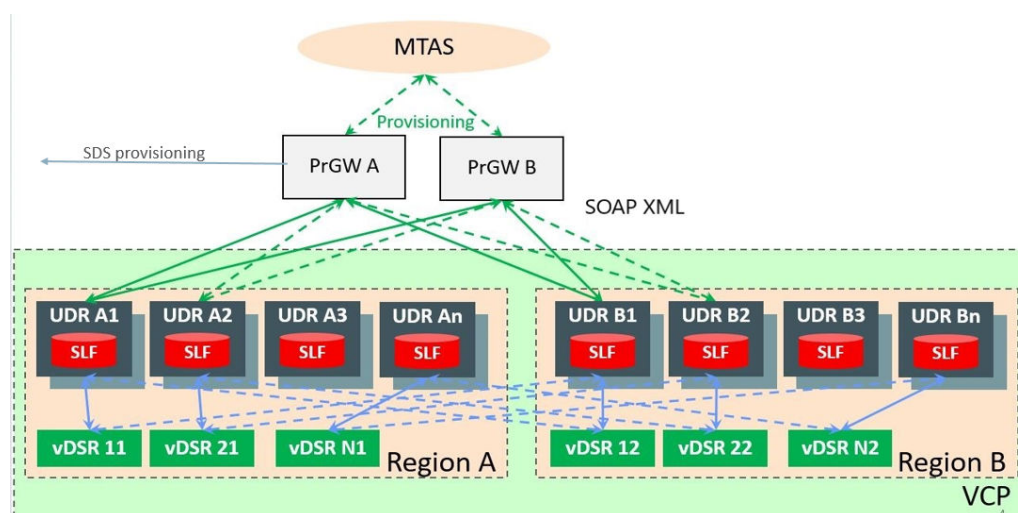 MTAS
Provisioning
SDS provisioning
PrGW A
PrGW B
SOAP XML
UDR A1
UDR A2
UDR A3
UDR An
UDR B1
UDR B2
UDR B3
UDR Bn
SLF
SLF
SLF
SLF
SLF
SLF
SLF
SLF
vDSR 11
vDSR 21
vDSR N1
vDSR 12
vDSR 22
vDSR N2
Region A
Region B
VCP